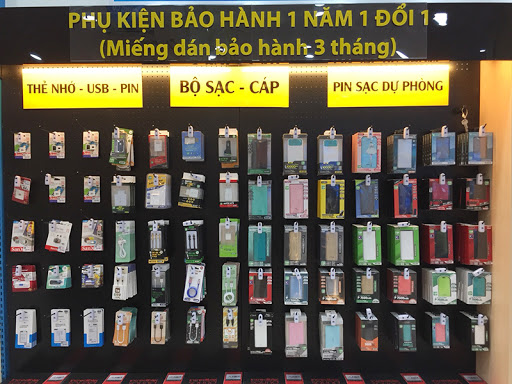 PHỤ KIỆN BẢO HÀNH 1 NĂM 1 ĐỔI 1
(Miếng dán bảo hành 3 tháng)
THẺ NHỚ - USB - PIN
BỘ SẠC - CÁP
PIN SẠC DỰ PHÒNG